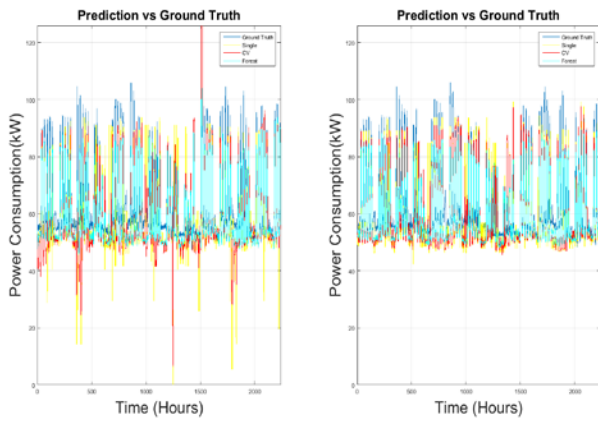 Prediction vs Ground Truth
Ground Truth
Single
CV
Forest
120
100
80
60
40
20
0
0
500
1000
1500
2000
Power Consumption(kW)
Time (Hours)
Prediction vs Ground Truth
Ground Truth
Single
CV
Forest
120
100
80
60
40
20
0
0
500
1000
1500
2000
Power Consumption(kW)
Time (Hours)